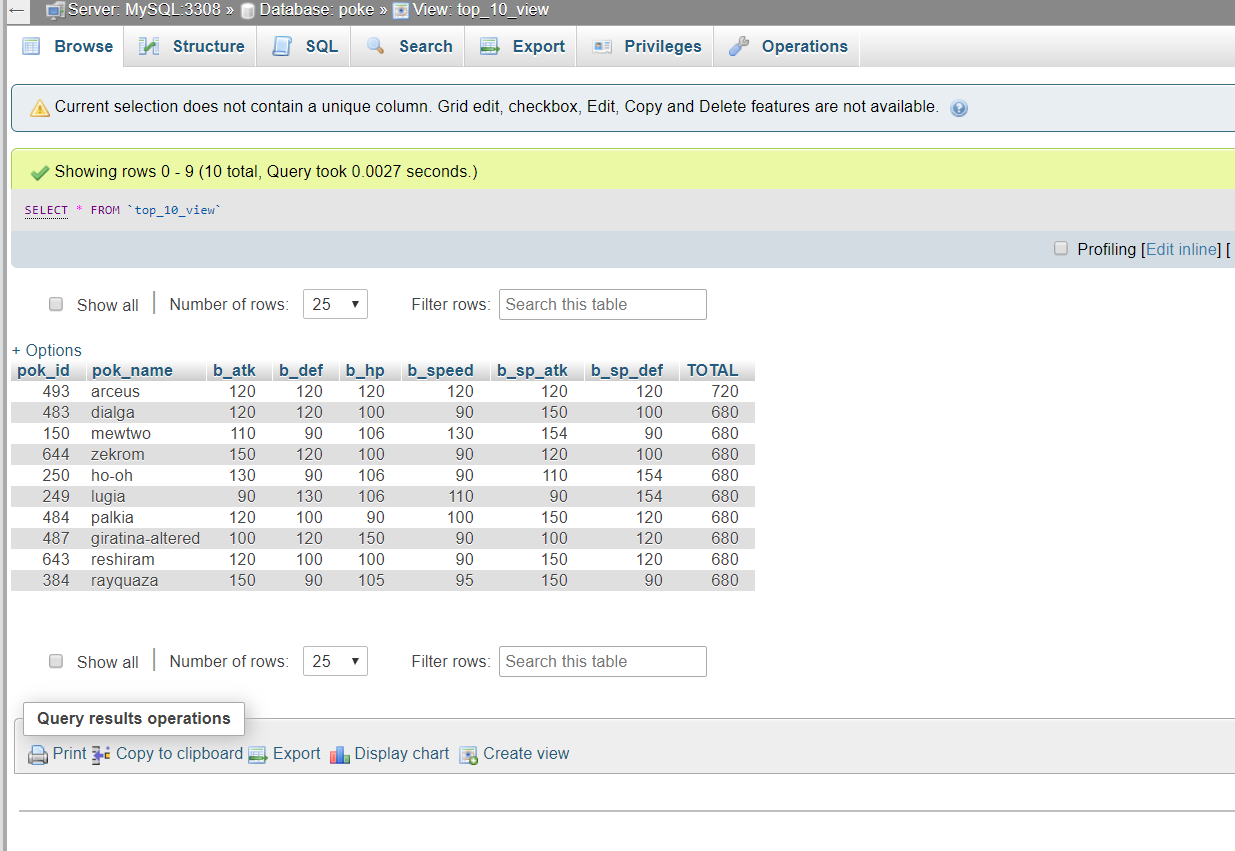 ← Server: MySQL:3308 » Database: poke » View: top_10_view
Browse Structure SQL Search Export Privileges Operations
Current selection does not contain a unique column. Grid edit, checkbox, Edit, Copy and Delete features are not available.
Showing rows 0 - 9 (10 total, Query took 0.0027 seconds.)
SELECT * FROM `top_10_view`
Profiling [Edit inline] [
Show all Number of rows: 25 Filter rows: Search this table
+ Options
pok_id pok_name b_atk b_def b_hp b_speed b_sp_atk b_sp_def TOTAL
493 arceus 120 120 120 120 120 120 720
483 dialga 120 120 100 90 150 100 680
150 mewtwo 110 90 106 130 154 90 680
644 zekrom 150 120 100 90 120 100 680
250 ho-oh 130 90 106 90 110 154 680
249 lugia 90 130 106 110 90 154 680
484 palkia 120 100 90 100 150 120 680
487 giratina-altered 100 120 150 90 100 120 680
643 reshiram 120 100 100 90 150 120 680
384 rayquaza 150 90 105 95 150 90 680
Show all Number of rows: 25 Filter rows: Search this table
Query results operations
Print Copy to clipboard Export Display chart Create view